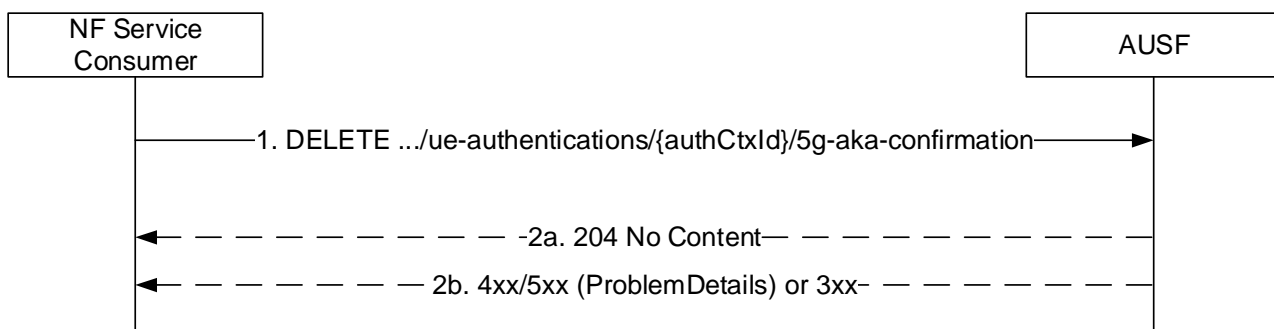 NF Service
Consumer
AUSF
1. DELETE .../ue-authentications/{authCtxId}/5g-aka-confirmation
2a. 204 No Content
2b. 4xx/5xx (ProblemDetails) or 3xx